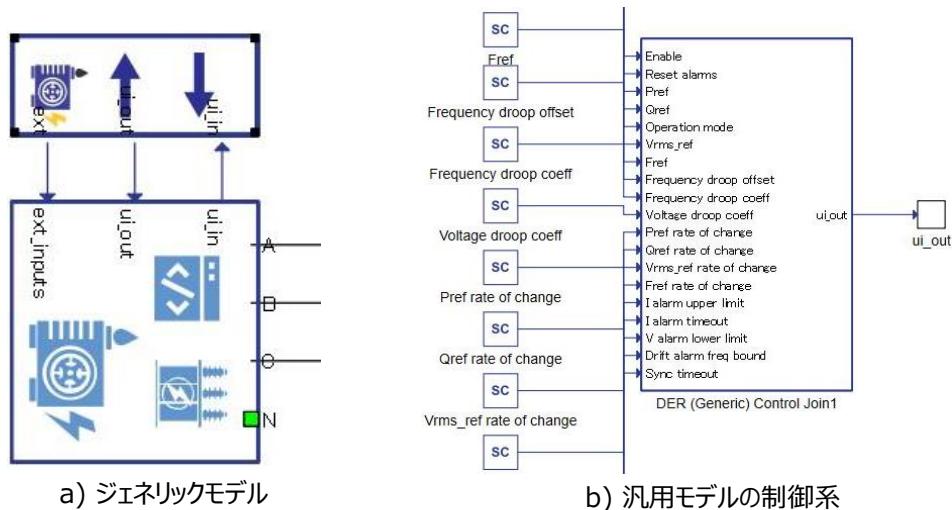 ext
ui_out
ui_in
ext_inputs
ui_out
ui_in
A
B
C
N
a) ジェネリックモデル
SC
Fref
SC
Frequency droop offset
SC
Frequency droop coeff
SC
Voltage droop coeff
SC
Pref rate of change
SC
Qref rate of change
SC
Vrms_ref rate of change
SC
Enable
Reset alarms
Pref
Qref
Operation mode
Vrms_ref
Fref
Frequency droop offset
Frequency droop coeff
Voltage droop coeff
Pref rate of change
Qref rate of change
Vrms_ref rate of change
Fref rate of change
I alarm upper limit
I alarm timeout
V alarm lower limit
Drift alarm freq bound
Sync timeout
ui_out
ui_out
DER (Generic) Control Join1
b) 汎用モデルの制御系